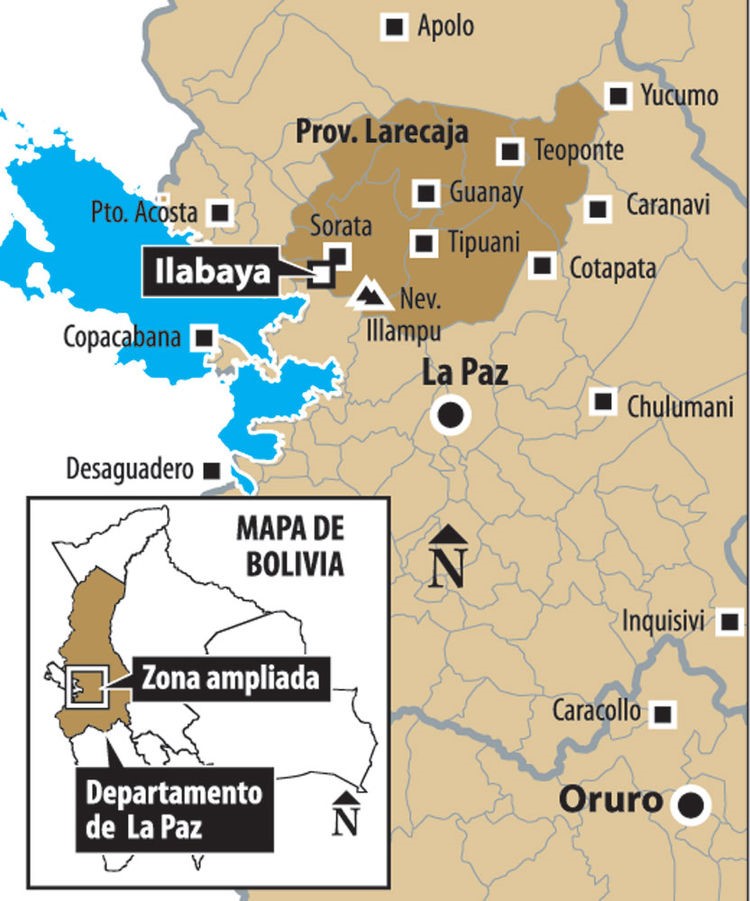 Apolo
Yucumo
Prov. Larecaja
Teoponte
Guanay
Pto. Acosta
Caranavi
Sorata
Tipuani
Ilabaya
Cotapata
Nev.
Illampu
Copacabana
La Paz
Chulumani
Desaguadero
MAPA DE
BOLIVIA
N
Inquisivi
Zona ampliada
Caracollo
Departamento
de La Paz
Oruro
N